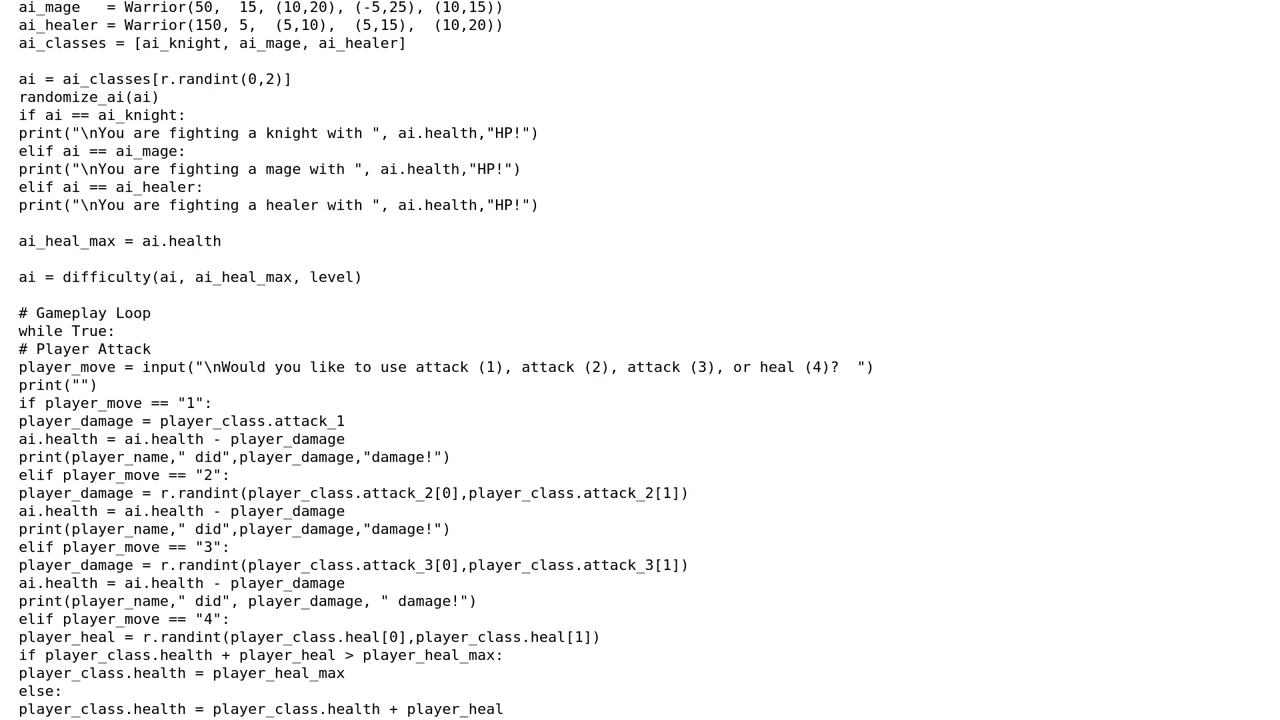 ai_mage   = Warrior(50,  15, (10,20), (-5,25), (10,15))
ai_healer = Warrior(150, 5,  (5,10),  (5,15),  (10,20))
ai_classes = [ai_knight, ai_mage, ai_healer]

ai = ai_classes[r.randint(0,2)]
randomize_ai(ai)
if ai == ai_knight:
print("\nYou are fighting a knight with ", ai.health,"HP!")
elif ai == ai_mage:
print("\nYou are fighting a mage with ", ai.health,"HP!")
elif ai == ai_healer:
print("\nYou are fighting a healer with ", ai.health,"HP!")

ai_heal_max = ai.health

ai = difficulty(ai, ai_heal_max, level)

# Gameplay Loop
while True:
# Player Attack
player_move = input("\nWould you like to use attack (1), attack (2), attack (3), or heal (4)?  ")
print("")
if player_move == "1":
player_damage = player_class.attack_1
ai.health = ai.health - player_damage
print(player_name," did",player_damage,"damage!")
elif player_move == "2":
player_damage = r.randint(player_class.attack_2[0],player_class.attack_2[1])
ai.health = ai.health - player_damage
print(player_name," did",player_damage,"damage!")
elif player_move == "3":
player_damage = r.randint(player_class.attack_3[0],player_class.attack_3[1])
ai.health = ai.health - player_damage
print(player_name," did", player_damage, " damage!")
elif player_move == "4":
player_heal = r.randint(player_class.heal[0],player_class.heal[1])
if player_class.health + player_heal > player_heal_max:
player_class.health = player_heal_max
else:
player_class.health = player_class.health + player_heal